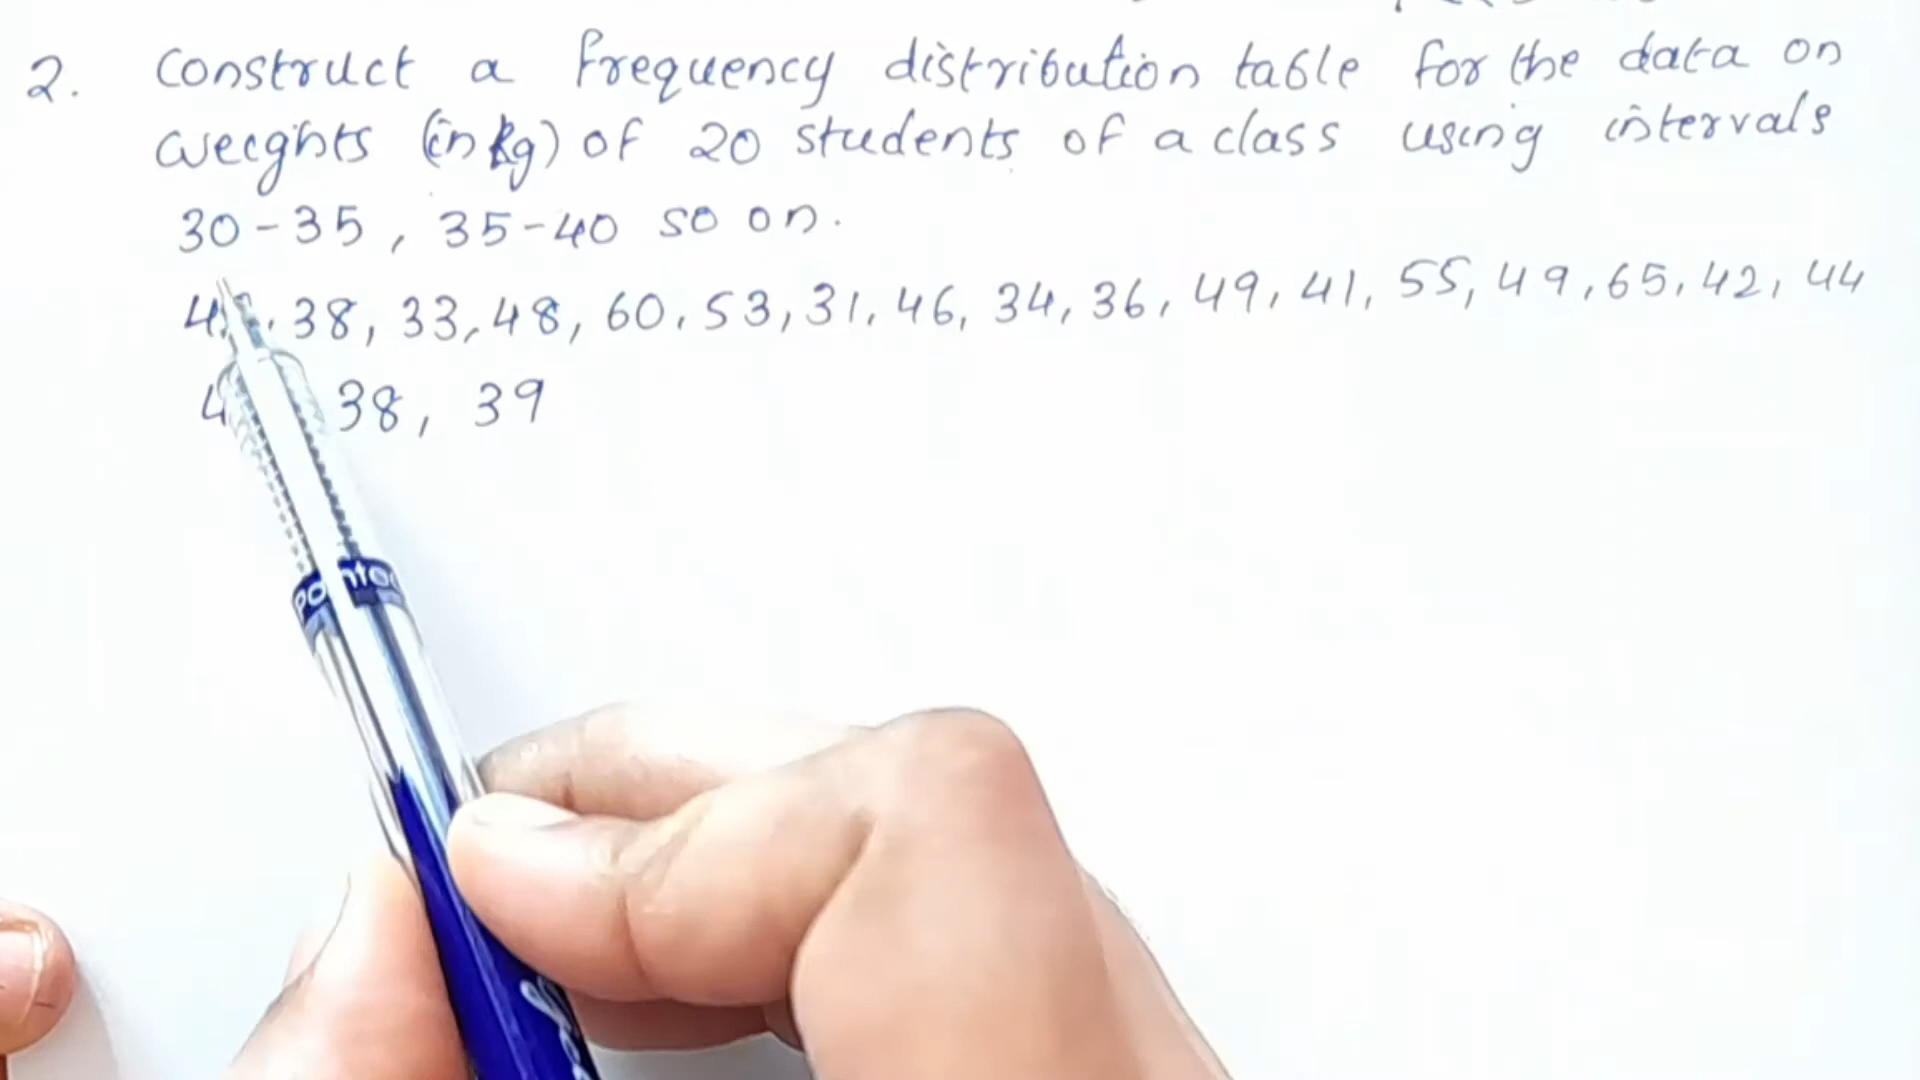 2. Construct a frequency distribution table for the data on
weights (in kg) of 20 students of a class using intervals
30-35, 35-40 so on.
38, 33, 48, 60, 53, 31, 46, 34, 36, 49, 41, 55, 49, 65, 42, 44
38, 39